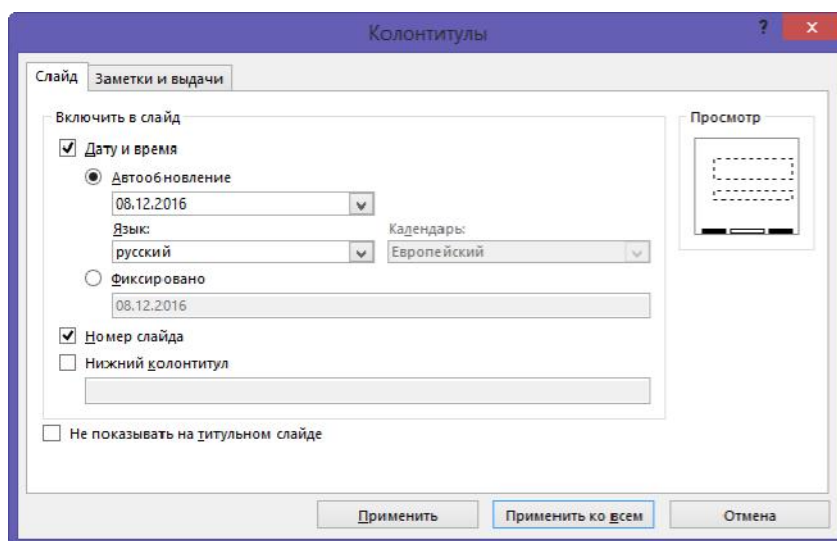 Колонтитулы ? x
Слайд Заметки и выдачи
Включить в слайд Просмотр
Дату и время
Автообновление
08.12.2016
Язык: Календарь:
русский Европейский
Фиксировано
08.12.2016
Номер слайда
Нижний колонтитул
Не показывать на титульном слайде
Применить Применить ко всем Отмена